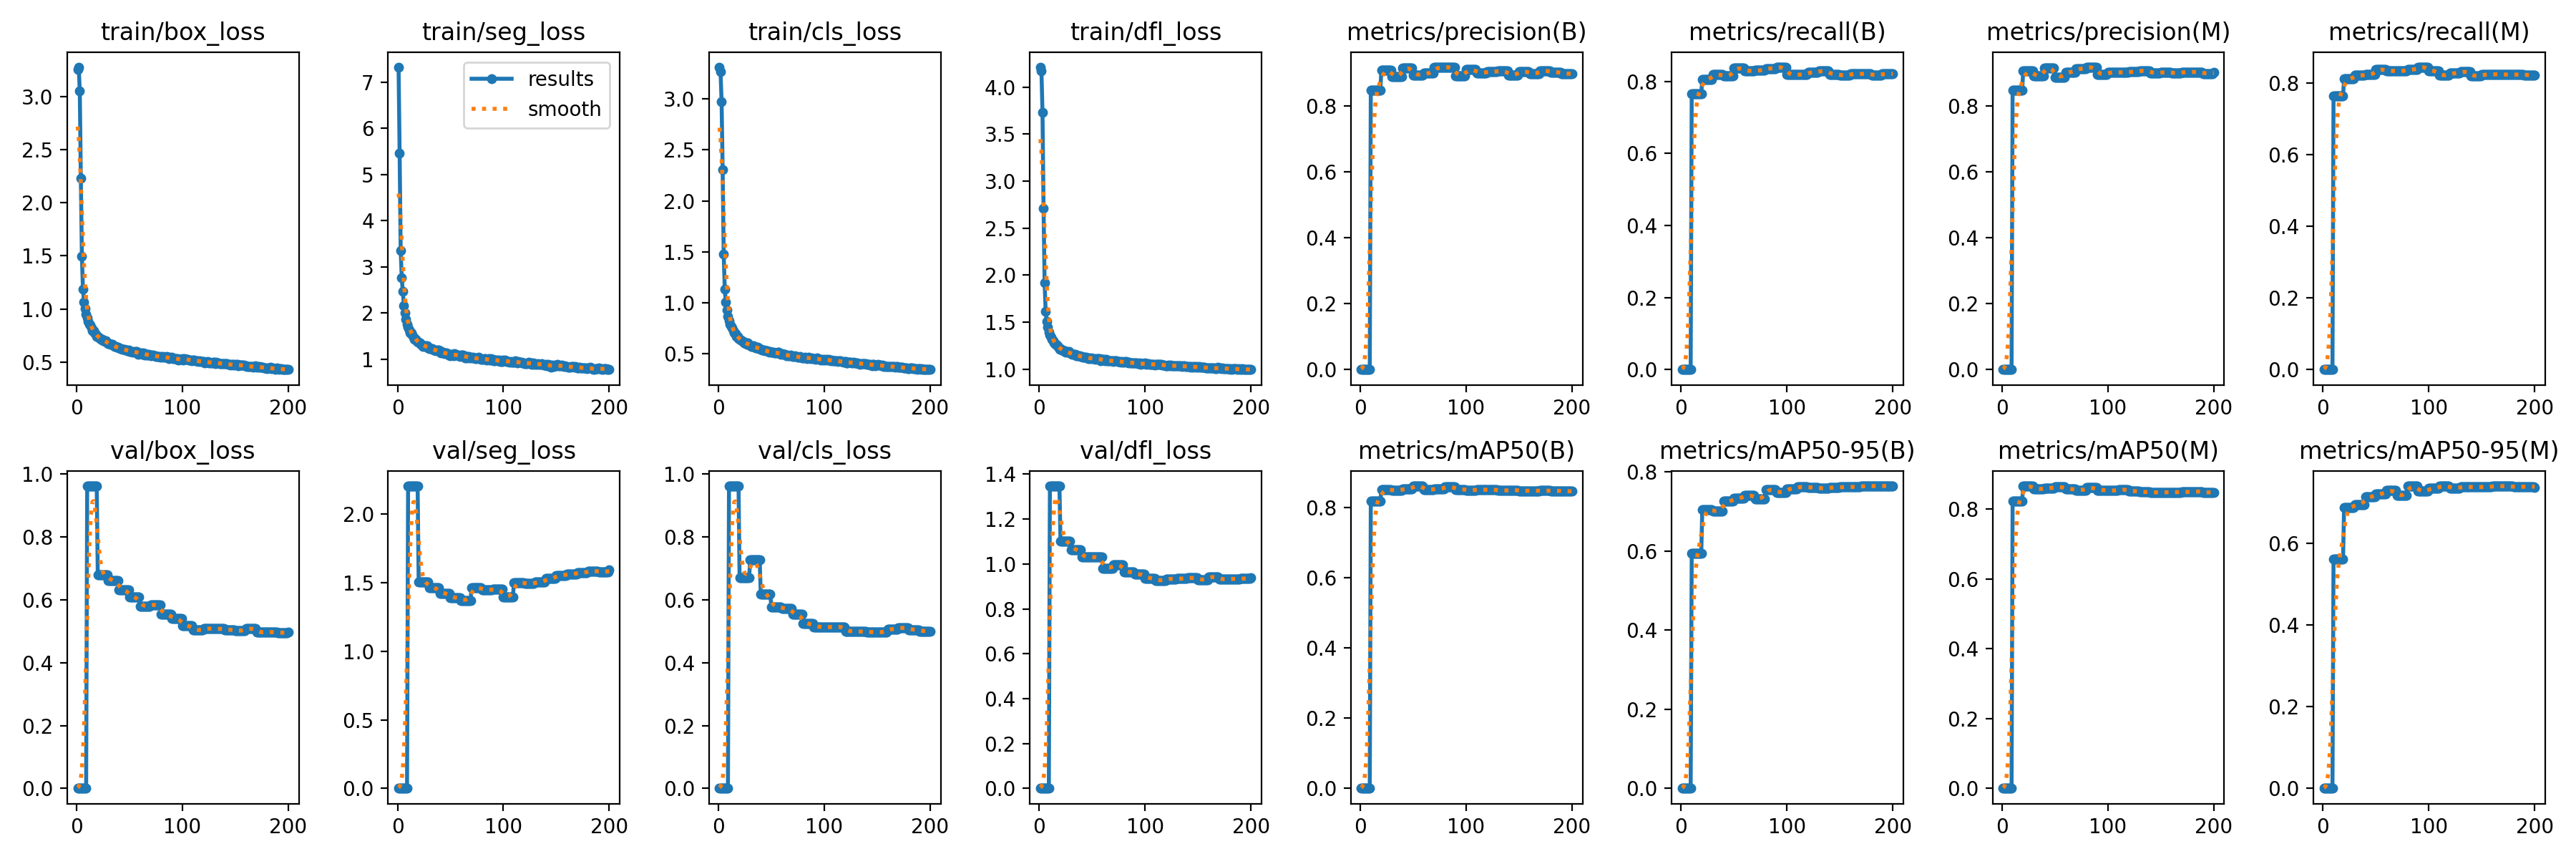 train/box_loss
3.0
2.5
2.0
1.5
1.0
0.5
0 100 200
train/seg_loss
results
smooth
7
6
5
4
3
2
1
0 100 200
train/cls_loss
3.0
2.5
2.0
1.5
1.0
0.5
0 100 200
train/dfl_loss
4.0
3.5
3.0
2.5
2.0
1.5
1.0
0 100 200
metrics/precision(B)
0.8
0.6
0.4
0.2
0.0
0 100 200
metrics/recall(B)
0.8
0.6
0.4
0.2
0.0
0 100 200
metrics/precision(M)
0.8
0.6
0.4
0.2
0.0
0 100 200
metrics/recall(M)
0.8
0.6
0.4
0.2
0.0
0 100 200
val/box_loss
1.0
0.8
0.6
0.4
0.2
0.0
0 100 200
val/seg_loss
2.0
1.5
1.0
0.5
0.0
0 100 200
val/cls_loss
1.0
0.8
0.6
0.4
0.2
0.0
0 100 200
val/dfl_loss
1.4
1.2
1.0
0.8
0.6
0.4
0.2
0.0
0 100 200
metrics/mAP50(B)
0.8
0.6
0.4
0.2
0.0
0 100 200
metrics/mAP50-95(B)
0.8
0.6
0.4
0.2
0.0
0 100 200
metrics/mAP50(M)
0.8
0.6
0.4
0.2
0.0
0 100 200
metrics/mAP50-95(M)
0.6
0.4
0.2
0.0
0 100 200